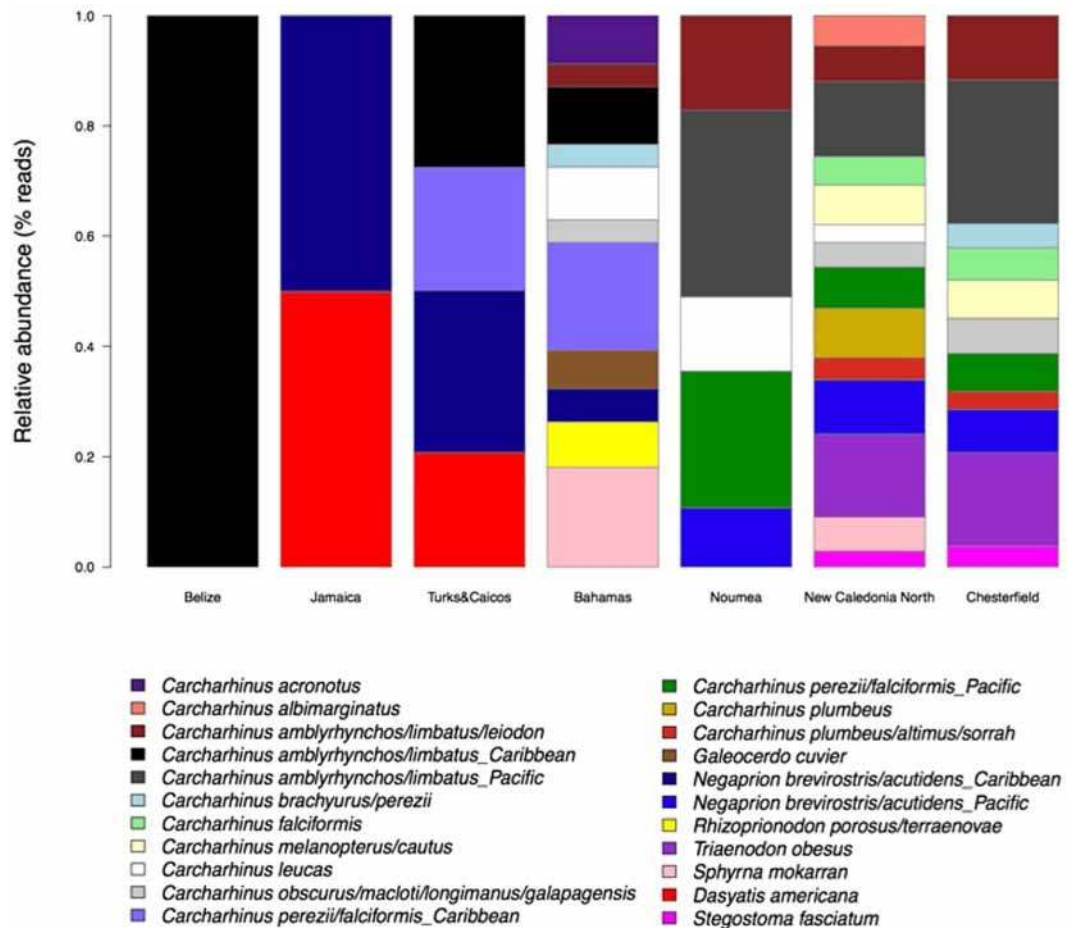 Relative abundance (% reads)
1.0
0.8
0.6
0.4
0.2
0.0
Belize
Jamaica
Turks&Caicos
Bahamas
Noumea
New Caledonia North
Chesterfield
Carcharhinus acronotus
Carcharhinus albimarginatus
Carcharhinus amblyrhynchos/limbatus/leiodon
Carcharhinus amblyrhynchos/limbatus_Caribbean
Carcharhinus amblyrhynchos/limbatus_Pacific
Carcharhinus brachyurus/perezii
Carcharhinus falciformis
Carcharhinus melanopterus/cautus
Carcharhinus leucas
Carcharhinus obscurus/macloti/longimanus/galapagensis
Carcharhinus perezii/falciformis_Caribbean
Carcharhinus perezii/falciformis_Pacific
Carcharhinus plumbeus
Carcharhinus plumbeus/altimus/sorrah
Galeocerdo cuvier
Negaprion brevirostris/acutidens_Caribbean
Negaprion brevirostris/acutidens_Pacific
Rhizoprionodon porosus/terraenovae
Triaenodon obesus
Sphyrna mokarran
Dasyatis americana
Stegostoma fasciatum